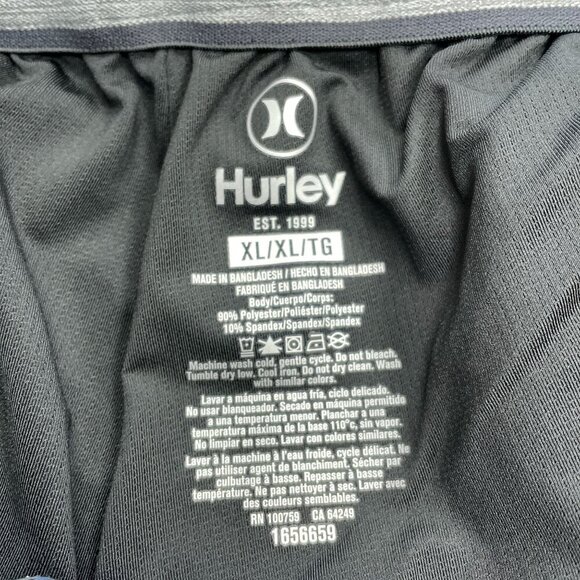 Hurley
EST. 1999
XL/XL/TG
MADE IN BANGLADESH / HECHO EN BANGLADESH
FABRIQUÉ EN BANGLADESH
Body/Cuerpo/Corps:
90% Polyester/Poliéster/Polyester
10% Spandex/Spandex/Spandex
Machine wash cold, gentle cycle. Do not bleach.
Tumble dry low. Cool iron. Do not dry clean. Wash
with similar colors.
Lavar a máquina en agua fría, ciclo delicado.
No usar blanqueador. Secado en máquina permitido
a una temperatura menor. Planchar a una
temperatura máxima de la base 110°c, sin vapor.
No limpiar en seco. Lavar con colores similares.
Laver à la machine à l'eau froide, cycle délicat. Ne
pas utiliser agent de blanchiment. Sécher par
culbutage à basse. Repasser à basse
température. Ne pas nettoyer à sec. Laver avec
des couleurs semblables.
RN 100759 CA 64249
1656659